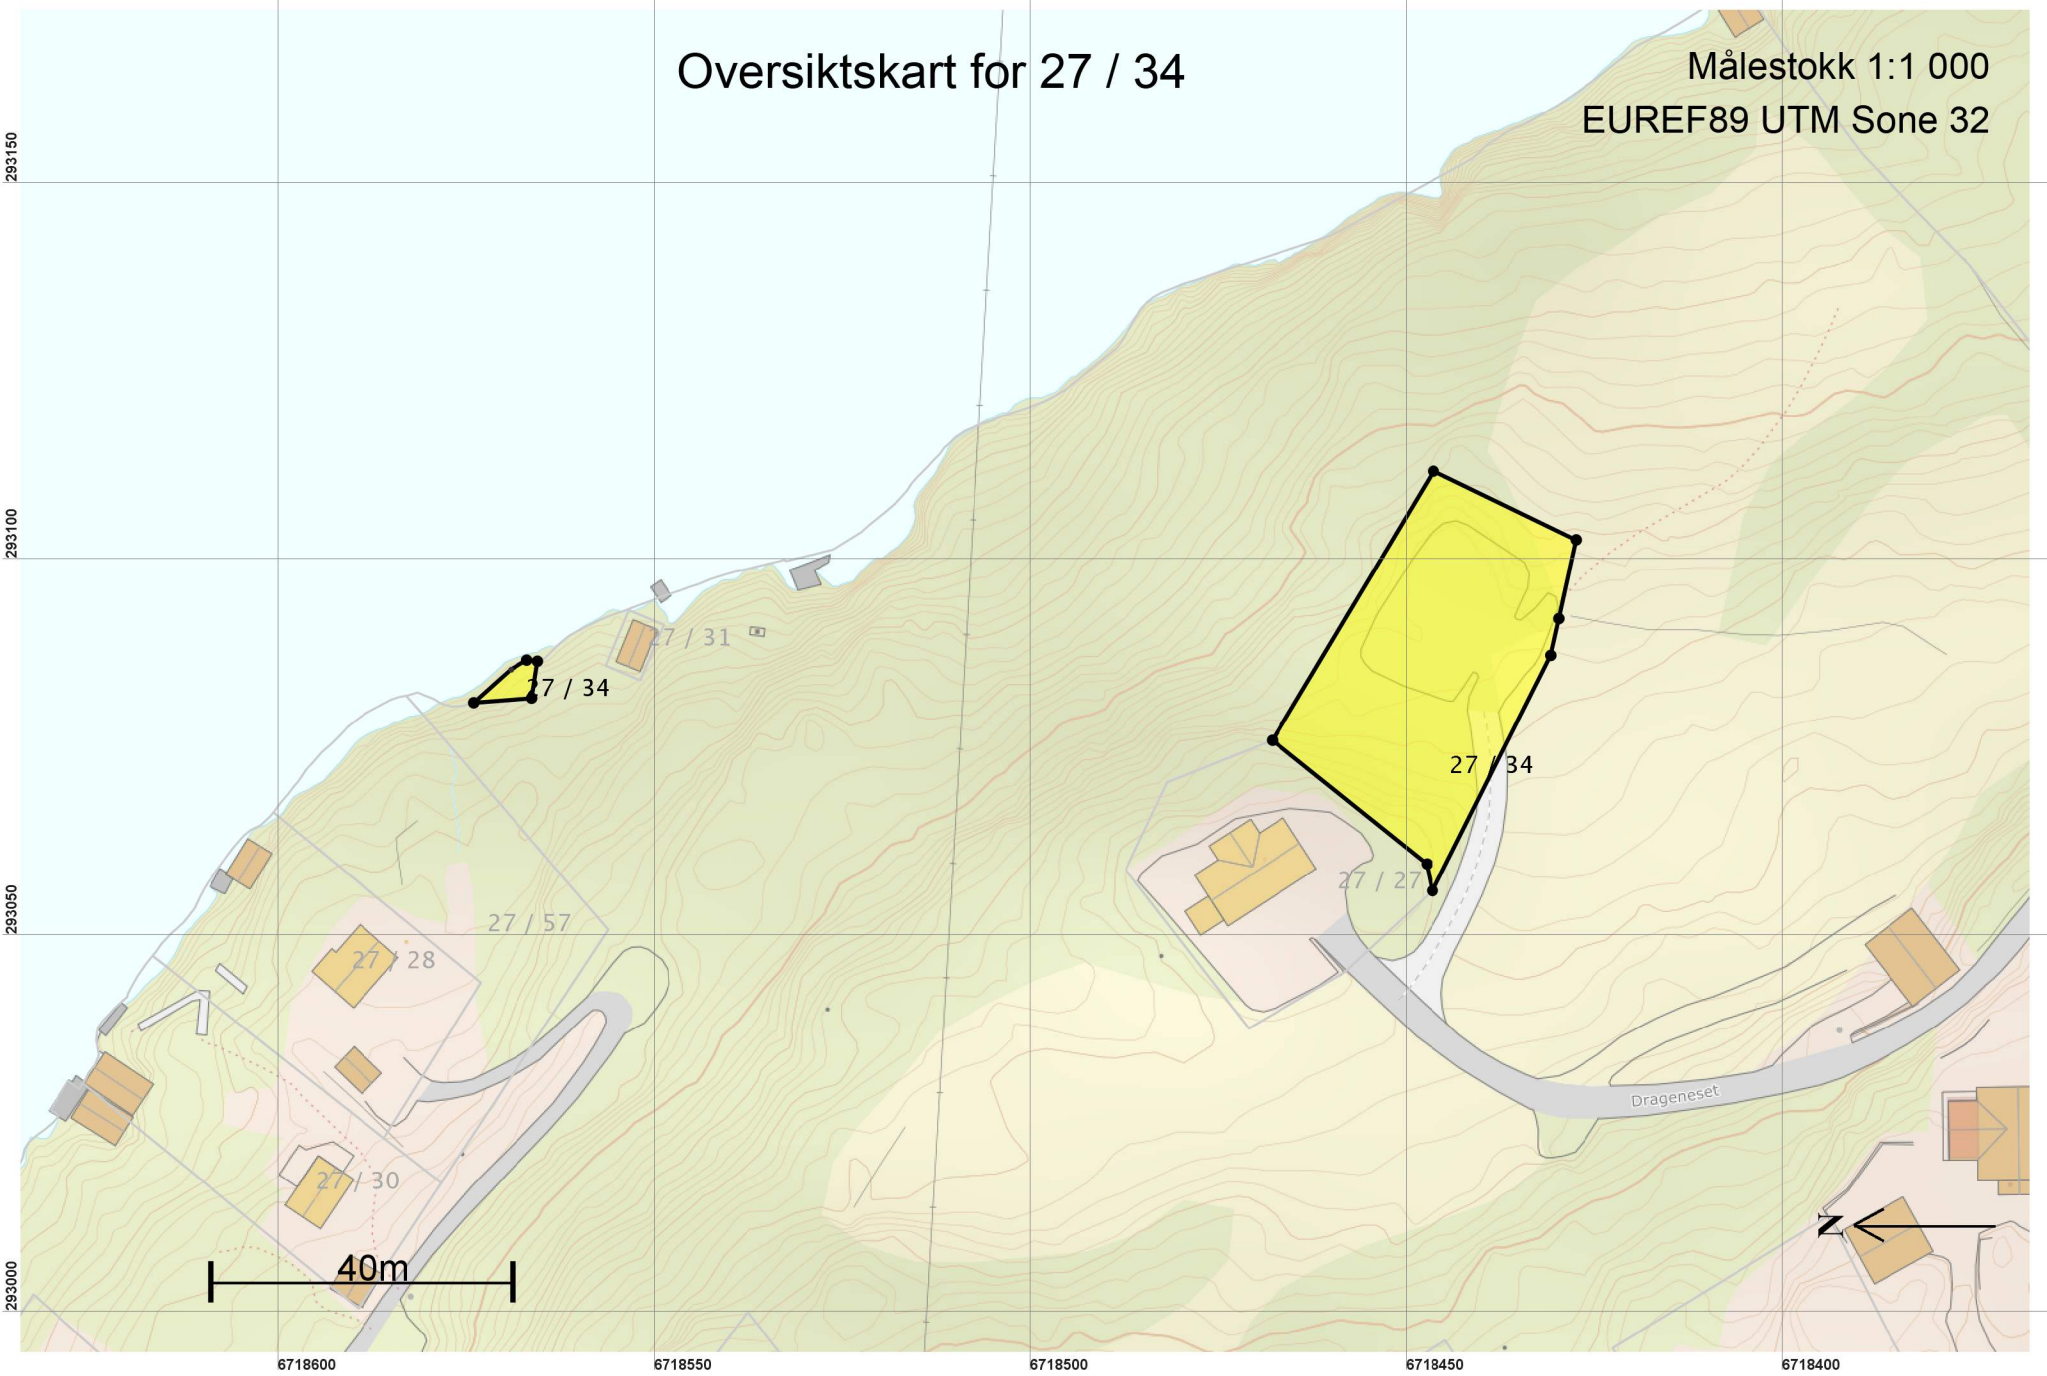 Oversiktskart for 27 / 34
Målestokk 1:1 000
EUREF89 UTM Sone 32
293150
293100
27 / 31
27 / 34
27 / 34
27 / 27
293050
27 / 57
27 / 28
Drageneset
27 / 30
N
40m
293000
6718600
6718550
6718500
6718450
6718400